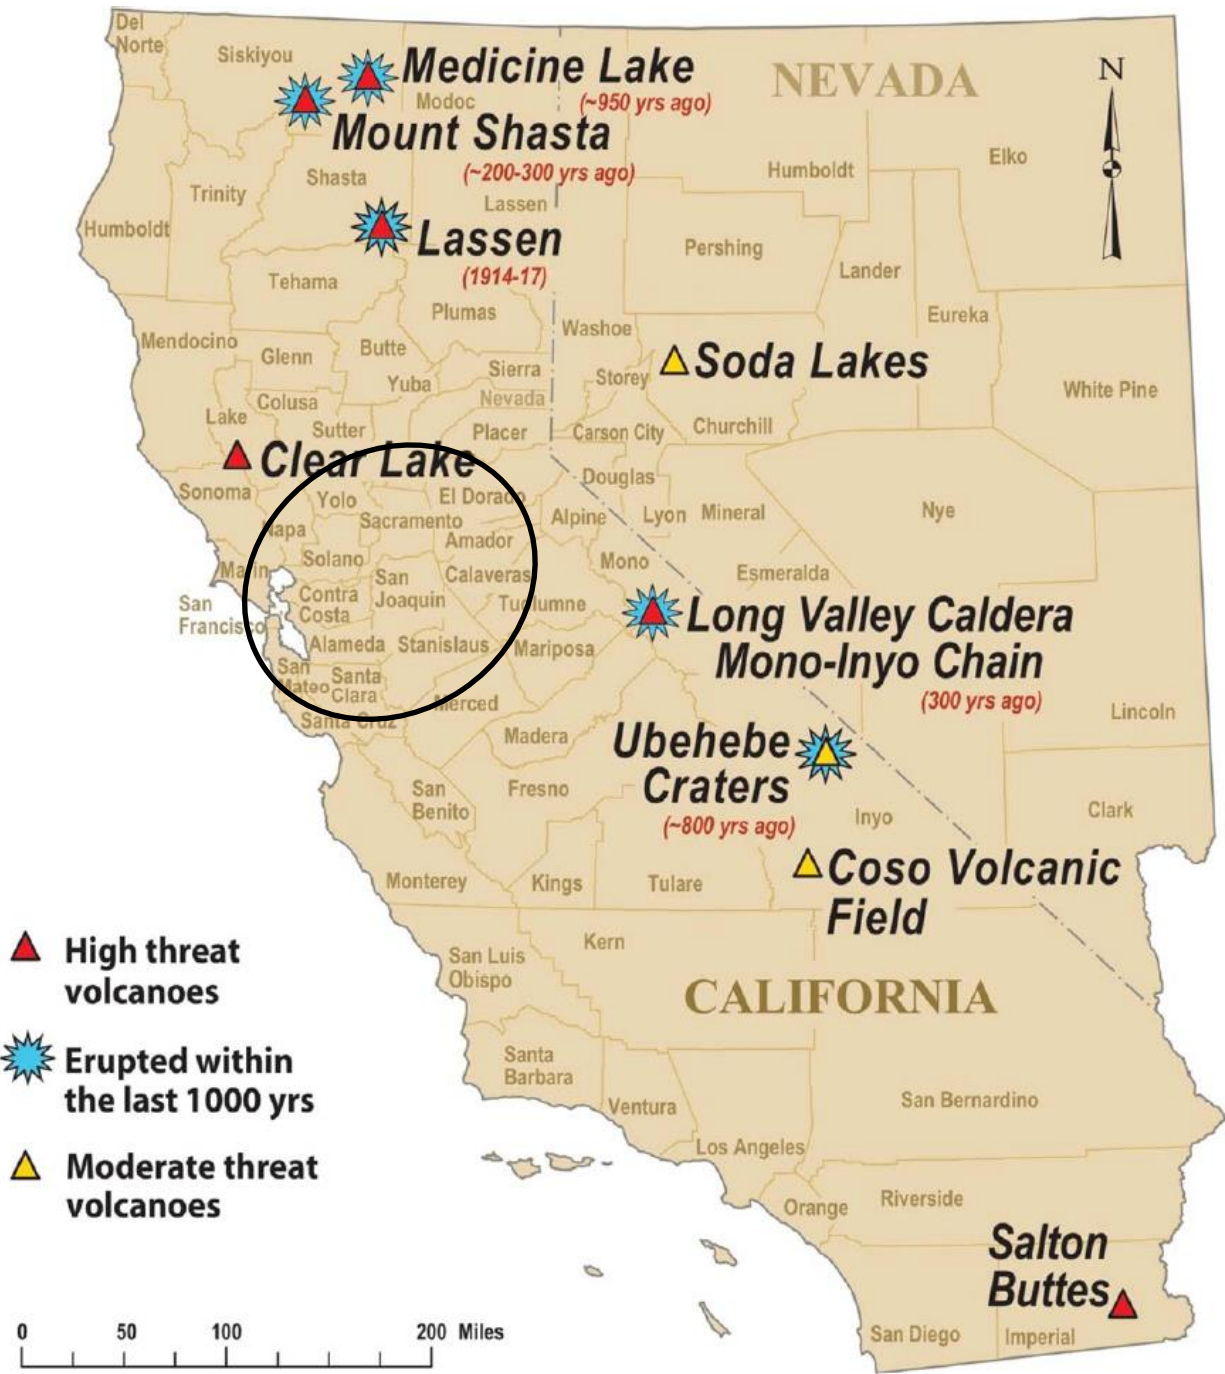 Del
Norte
Siskiyou
Medicine Lake
Modoc
(~950 yrs ago)
NEVADA
N
Mount Shasta
(~200-300 yrs ago)
Trinity
Shasta
Humboldt
Elko
Humboldt
Lassen
Lassen
(1914-17)
Pershing
Lander
Tehama
Plumas
Washoe
Eureka
Mendocino
Glenn
Butte
Sierra
Soda Lakes
Yuba
Storey
White Pine
Nevada
Colusa
Lake
Sutter
Placer
Carson City
Churchill
Clear Lake
Douglas
Sonoma
Yolo
El Dorado
Napa
Sacramento
Alpine
Lyon
Mineral
Nye
Amador
Solano
Mono
Marin
San
Joaquin
Calaveras
Esmeralda
Contra
Costa
San
Francisco
Tuolumne
Long Valley Caldera
Mono-Inyo Chain
(300 yrs ago)
Alameda
Stanislaus
Mariposa
San
Mateo
Santa
Clara
Merced
Santa Cruz
Lincoln
Madera
Ubehebe
Craters
(~800 yrs ago)
San
Benito
Fresno
Inyo
Clark
Coso Volcanic
Field
Monterey
Kings
Tulare
High threat
volcanoes
Kern
San Luis
Obispo
CALIFORNIA
Erupted within
the last 1000 yrs
Santa
Barbara
Ventura
San Bernardino
Los Angeles
Moderate threat
volcanoes
Orange
Riverside
Salton
Buttes
San Diego
Imperial
0 50 100 200 Miles